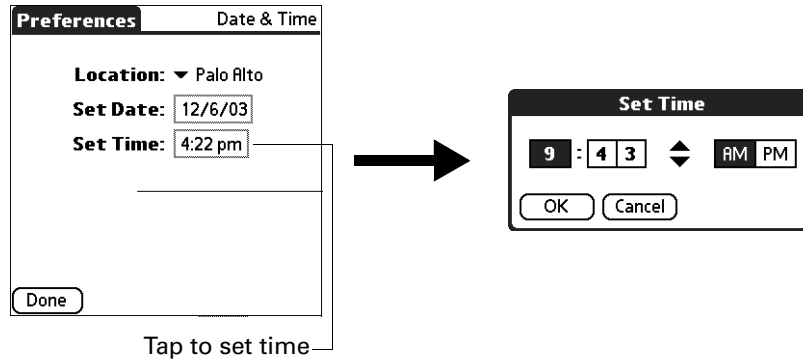 Preferences Date & Time
Location: Palo Alto
Set Date: 12/6/03
Set Time: 4:22 pm
Done
Tap to set time
Set Time
9 : 4 3 AM PM
OK Cancel